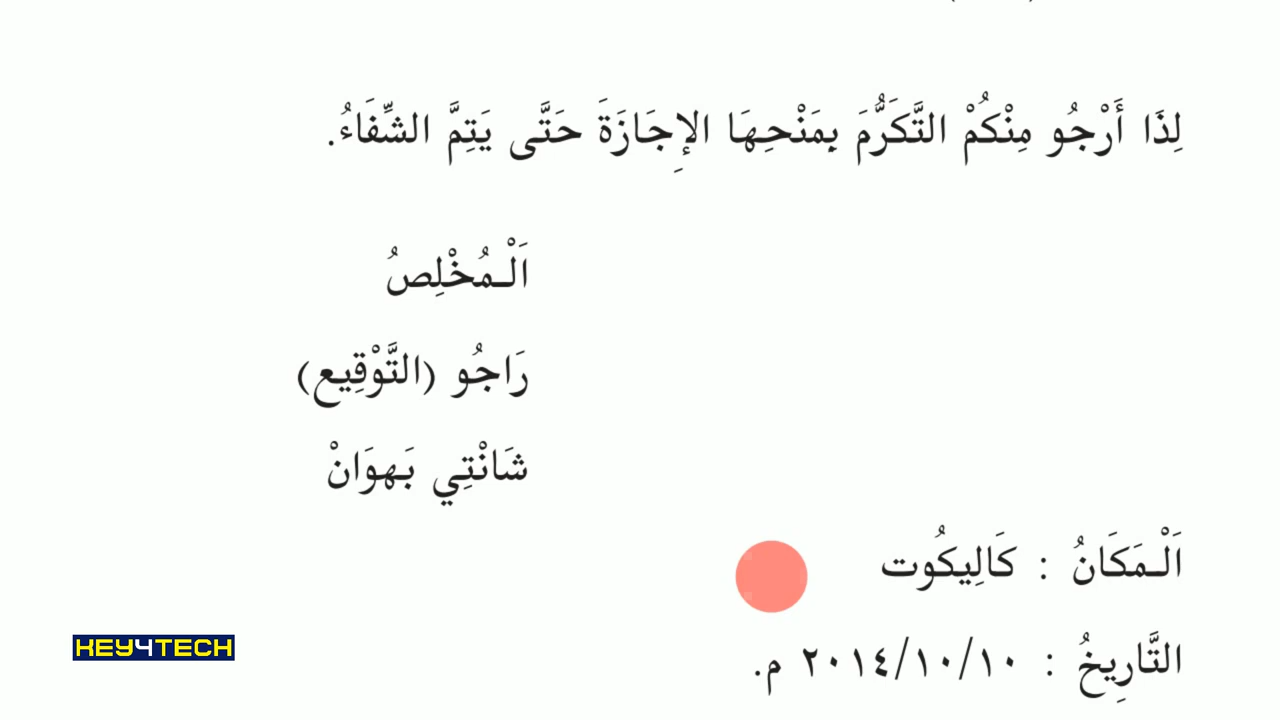 لِذَا أَرْجُو مِنْكُمْ التَّكَرُّمَ بِمَنْحِهَا الإِجَازَةَ حَتَّى يَتِمَّ الشِّفَاءُ.
اَلْـمُخْلِصُ
رَاجُو (التَّوْقِيع)
شَانْتِي بَهوَانْ
اَلْـمَكَانُ : كَالِيكُوت
التَّارِيخُ : ٢٠١٤/١٠/١٠ م.
KEY4TECH